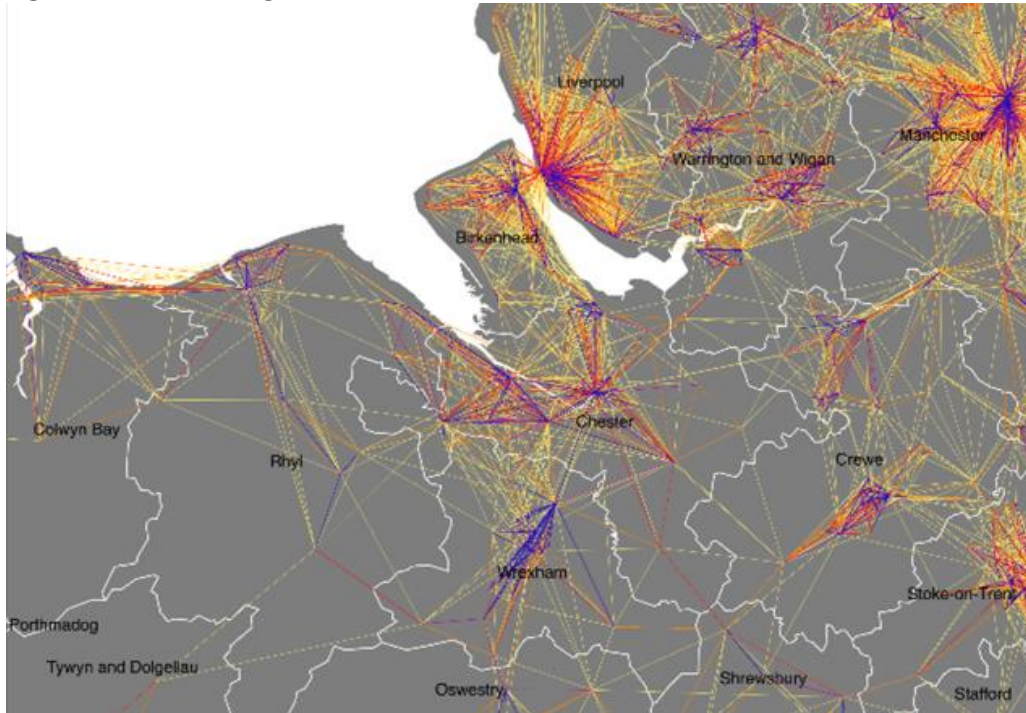 Liverpool
Manchester
Warrington and Wigan
Birkenhead
Colwyn Bay
Chester
Rhyl
Crewe
Wrexham
Stoke-on-Trent
Porthmadog
Tywyn and Dolgellau
Shrewsbury
Oswestry
Stafford